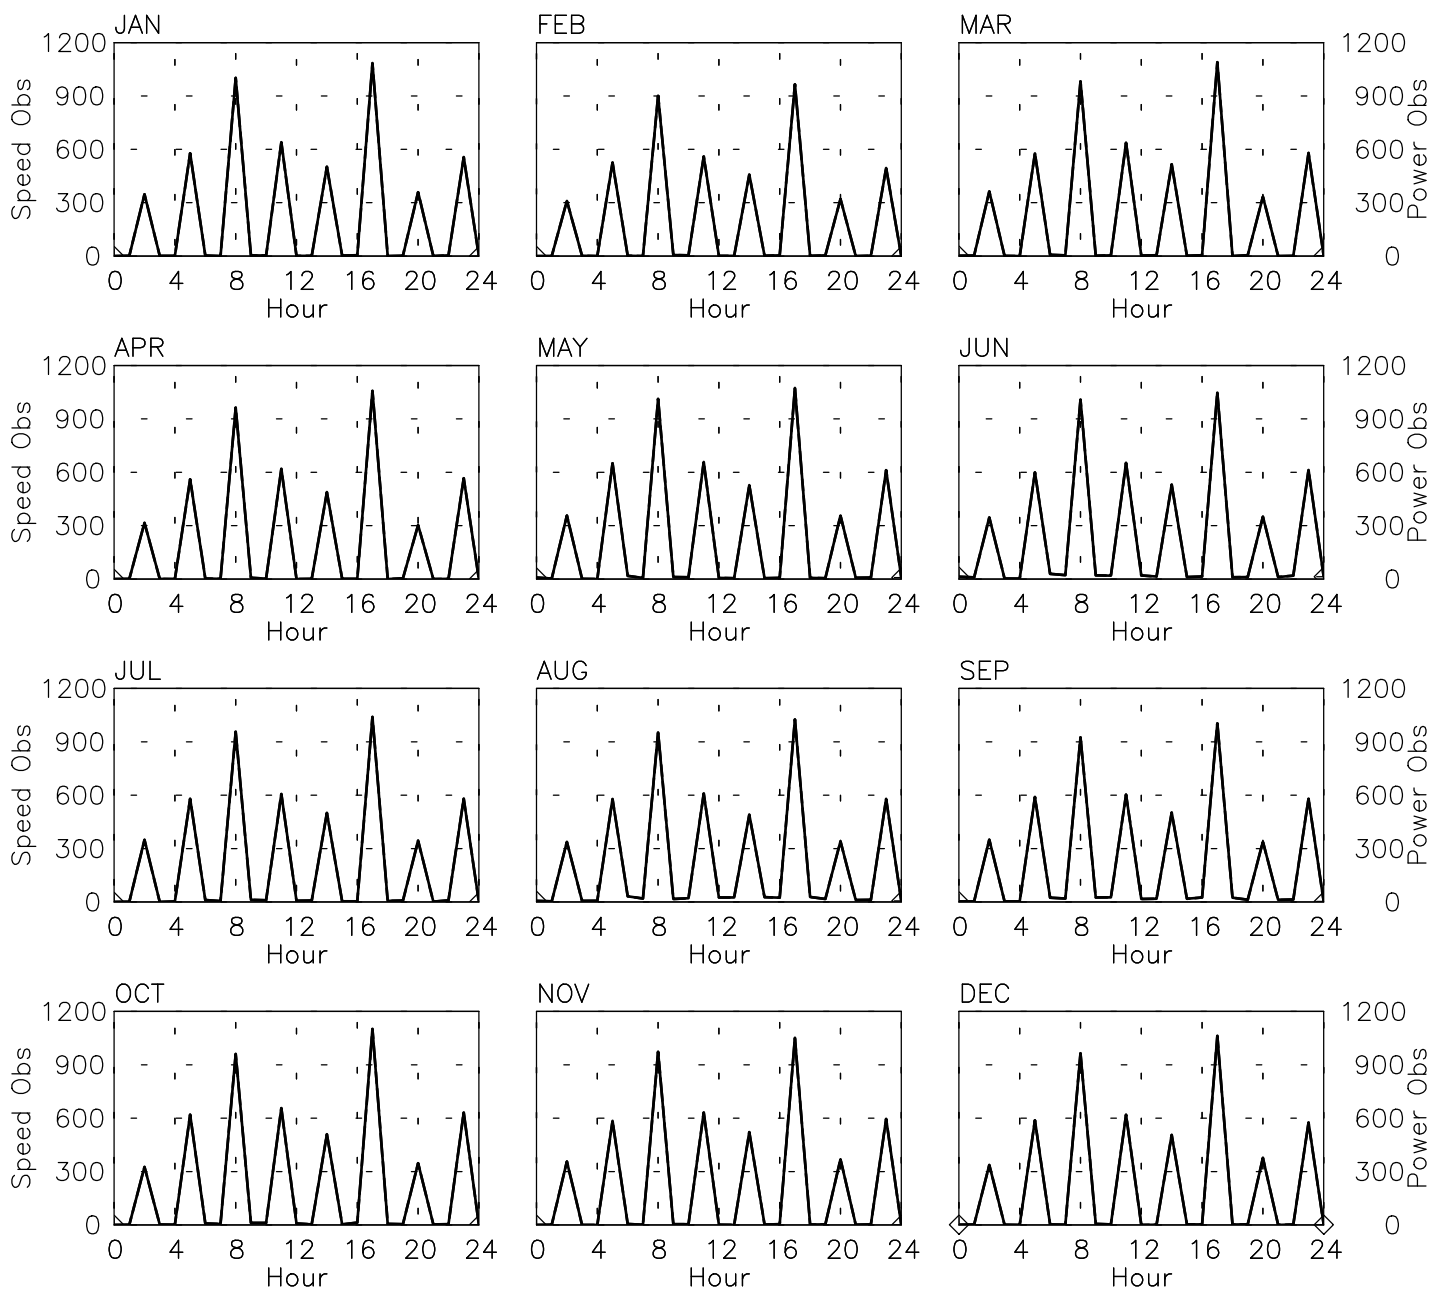 JAN FEB MAR
1200 1200
900 900
600 600
300 300
0 0
Speed Obs Power Obs
0 4 8 12 16 20 24 0 4 8 12 16 20 24 0 4 8 12 16 20 24
Hour Hour Hour
APR MAY JUN
1200 1200
900 900
600 600
300 300
0 0
Speed Obs Power Obs
0 4 8 12 16 20 24 0 4 8 12 16 20 24 0 4 8 12 16 20 24
Hour Hour Hour
JUL AUG SEP
1200 1200
900 900
600 600
300 300
0 0
Speed Obs Power Obs
0 4 8 12 16 20 24 0 4 8 12 16 20 24 0 4 8 12 16 20 24
Hour Hour Hour
OCT NOV DEC
1200 1200
900 900
600 600
300 300
0 0
Speed Obs Power Obs
0 4 8 12 16 20 24 0 4 8 12 16 20 24 0 4 8 12 16 20 24
Hour Hour Hour